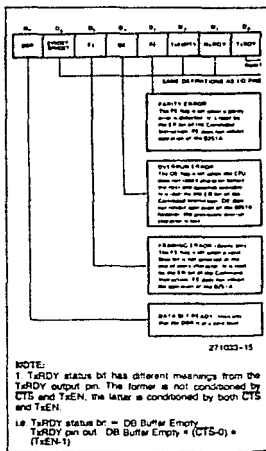 D₇ D₆ D₅ D₄ D₃ D₂ D₁ D₀
DSR SYNDET FE OE PE TxEMPTY RxRDY TxRDY
Note 1
SAME DEFINITIONS AS I/O PINS
PARITY ERROR
The PE flag is set when a parity
error is detected. It is reset by
the ER bit of the Command
Instruction. PE does not inhibit
operation of the 8251A.
OVERRUN ERROR
The OE flag is set when the CPU
does not read a character before
the next one becomes available.
It is reset by the ER bit of the
Command Instruction. OE does
not inhibit operation of the 8251A
however, the previously overrun
character is lost.
FRAMING ERROR
The FE flag is set when a valid
Stop bit is not detected at the
end of every character. It is reset
by the ER bit of the Command
Instruction. FE does not inhibit
the operation of the 8251A.
DATA SET READY
that the DSR is at a zero level.
271033-15
NOTE:
1. TxRDY status bit has different meanings from the
TxRDY output pin. The former is not conditioned by
CTS and TxEN, the latter is conditioned by both CTS
and TxEN.
i.e. TxRDY status bit = DB Buffer Empty
TxRDY pin out DB Buffer Empty • (CTS-0) •
(TxEN-1)